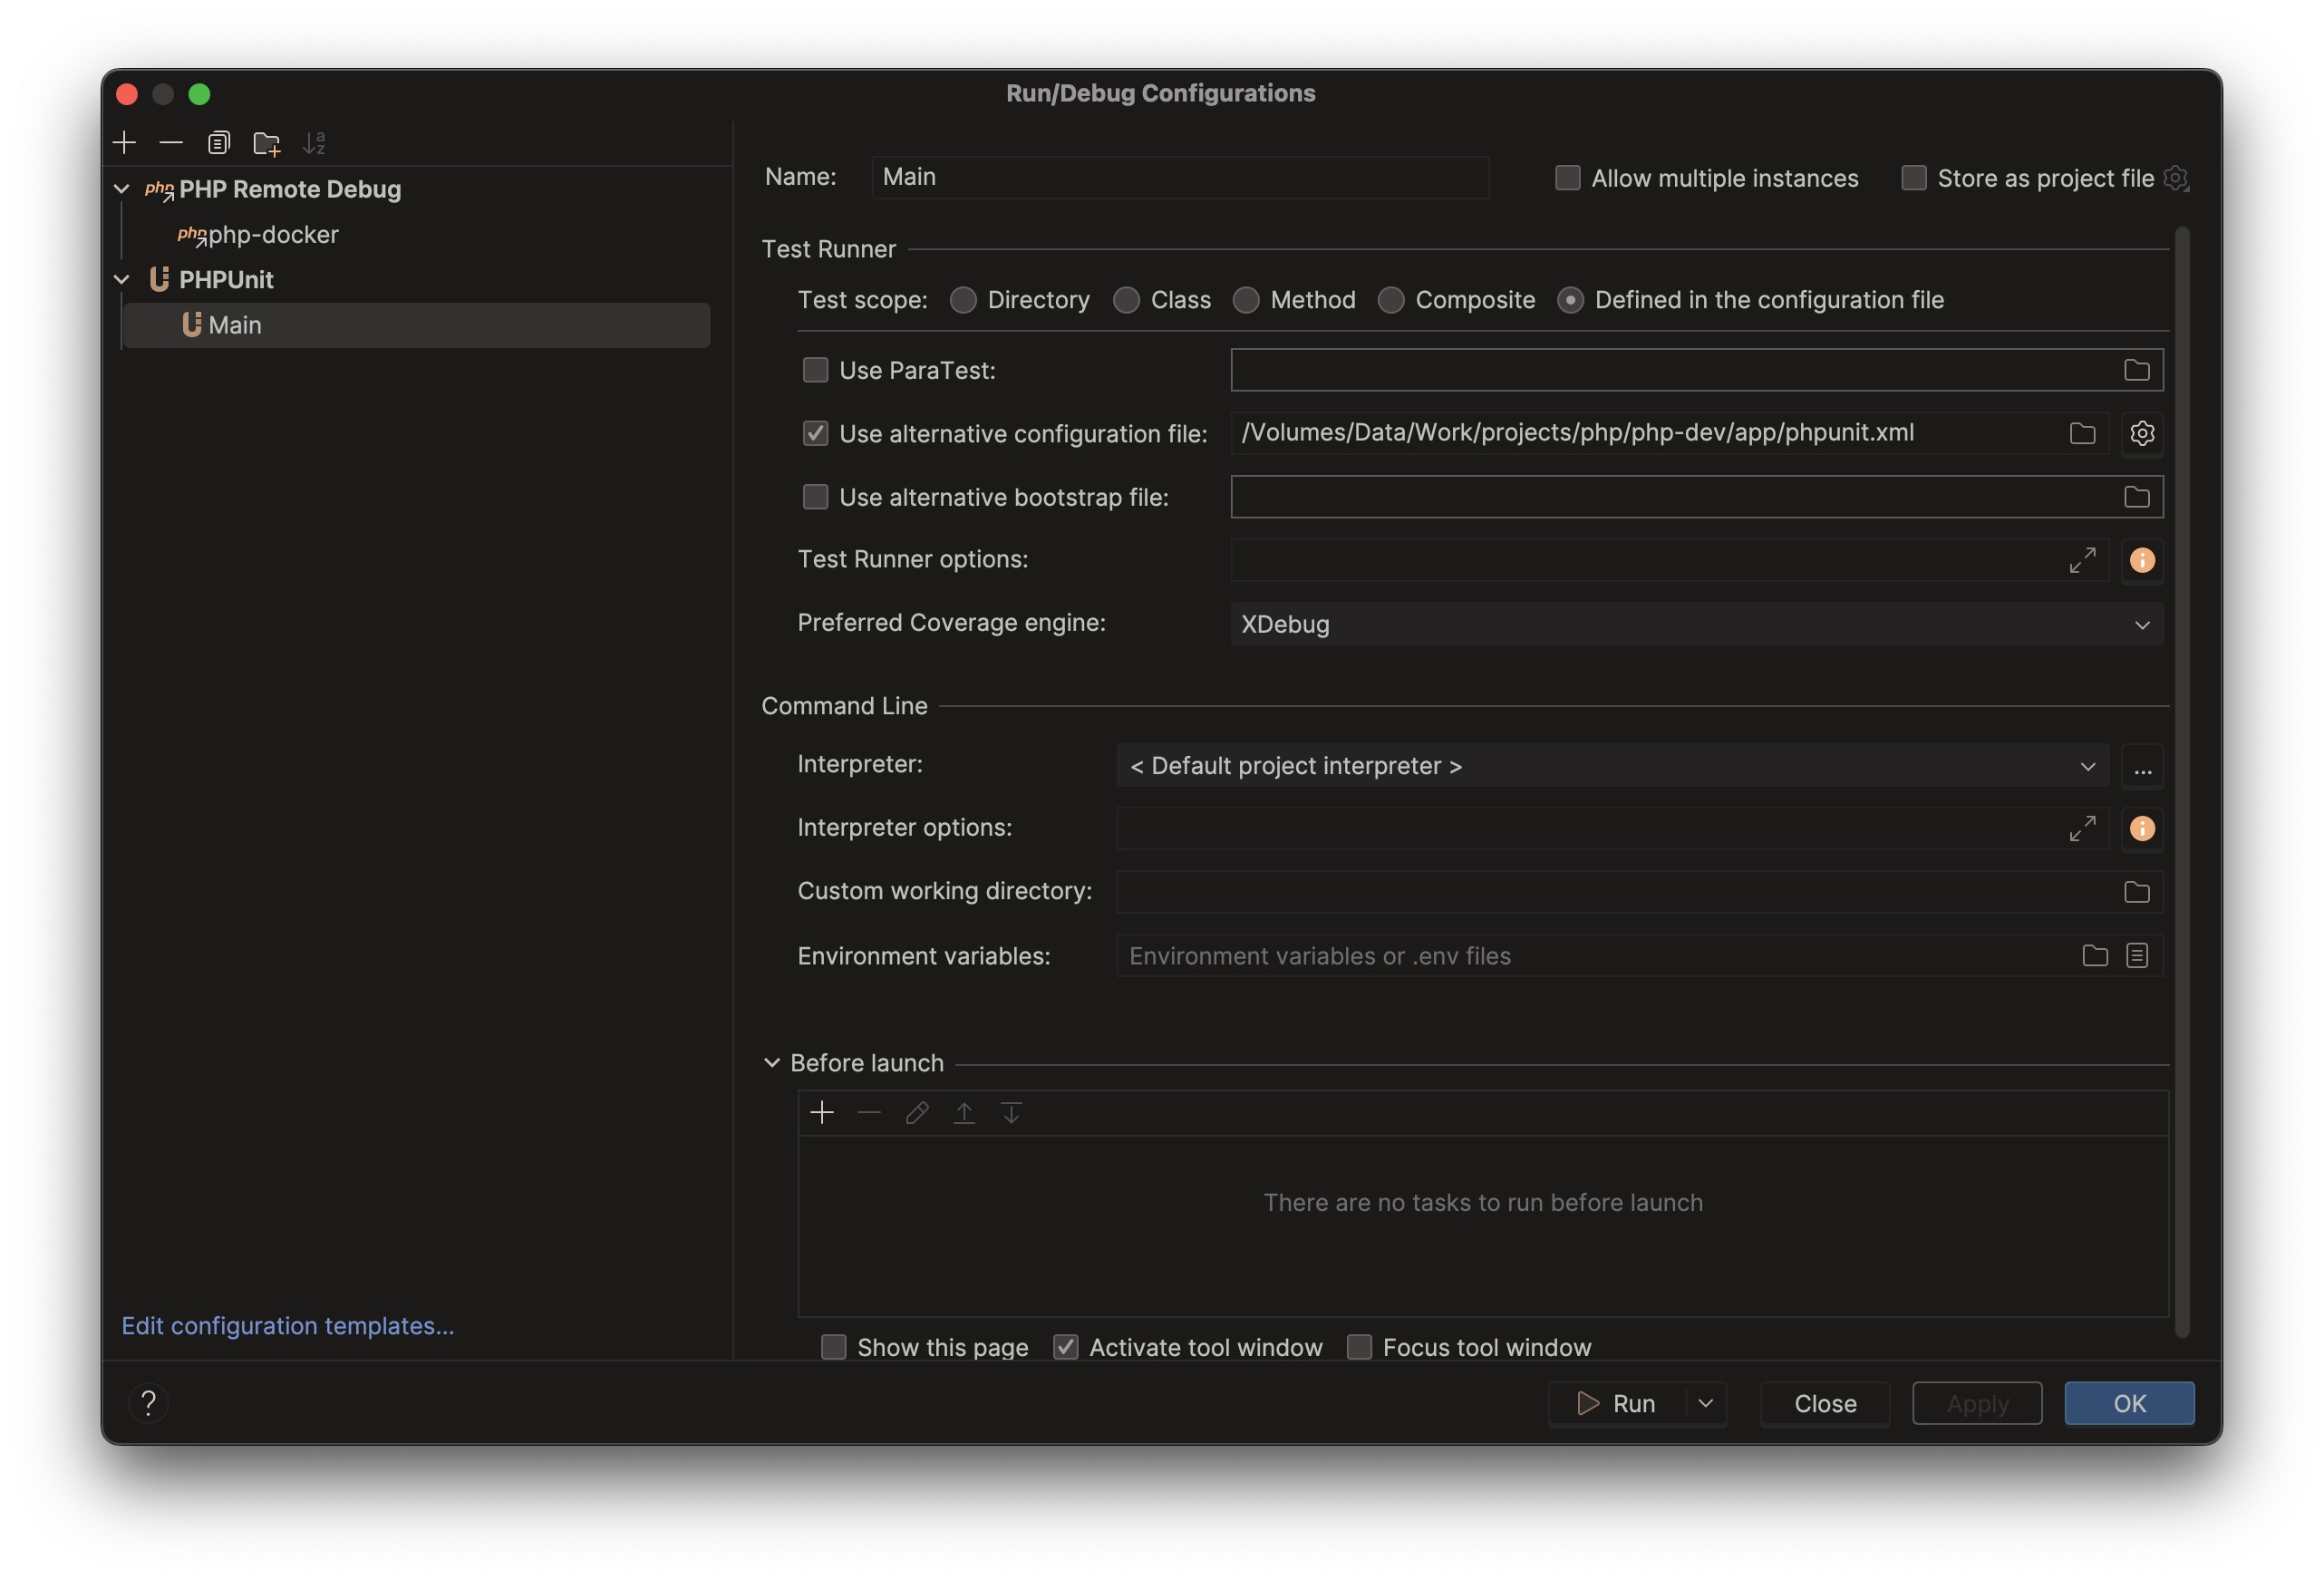 Run/Debug Configurations
PHP Remote Debug
php-docker
PHPUnit
Main
Edit configuration templates...
Name: Main
Allow multiple instances
Store as project file
Test Runner
Test scope: Directory Class Method Composite Defined in the configuration file
Use ParaTest:
Use alternative configuration file: /Volumes/Data/Work/projects/php/php-dev/app/phpunit.xml
Use alternative bootstrap file:
Test Runner options:
Preferred Coverage engine: XDebug
Command Line
Interpreter: < Default project interpreter > ...
Interpreter options:
Custom working directory:
Environment variables: Environment variables or .env files
Before launch
There are no tasks to run before launch
Show this page Activate tool window Focus tool window
? Run Close Apply OK